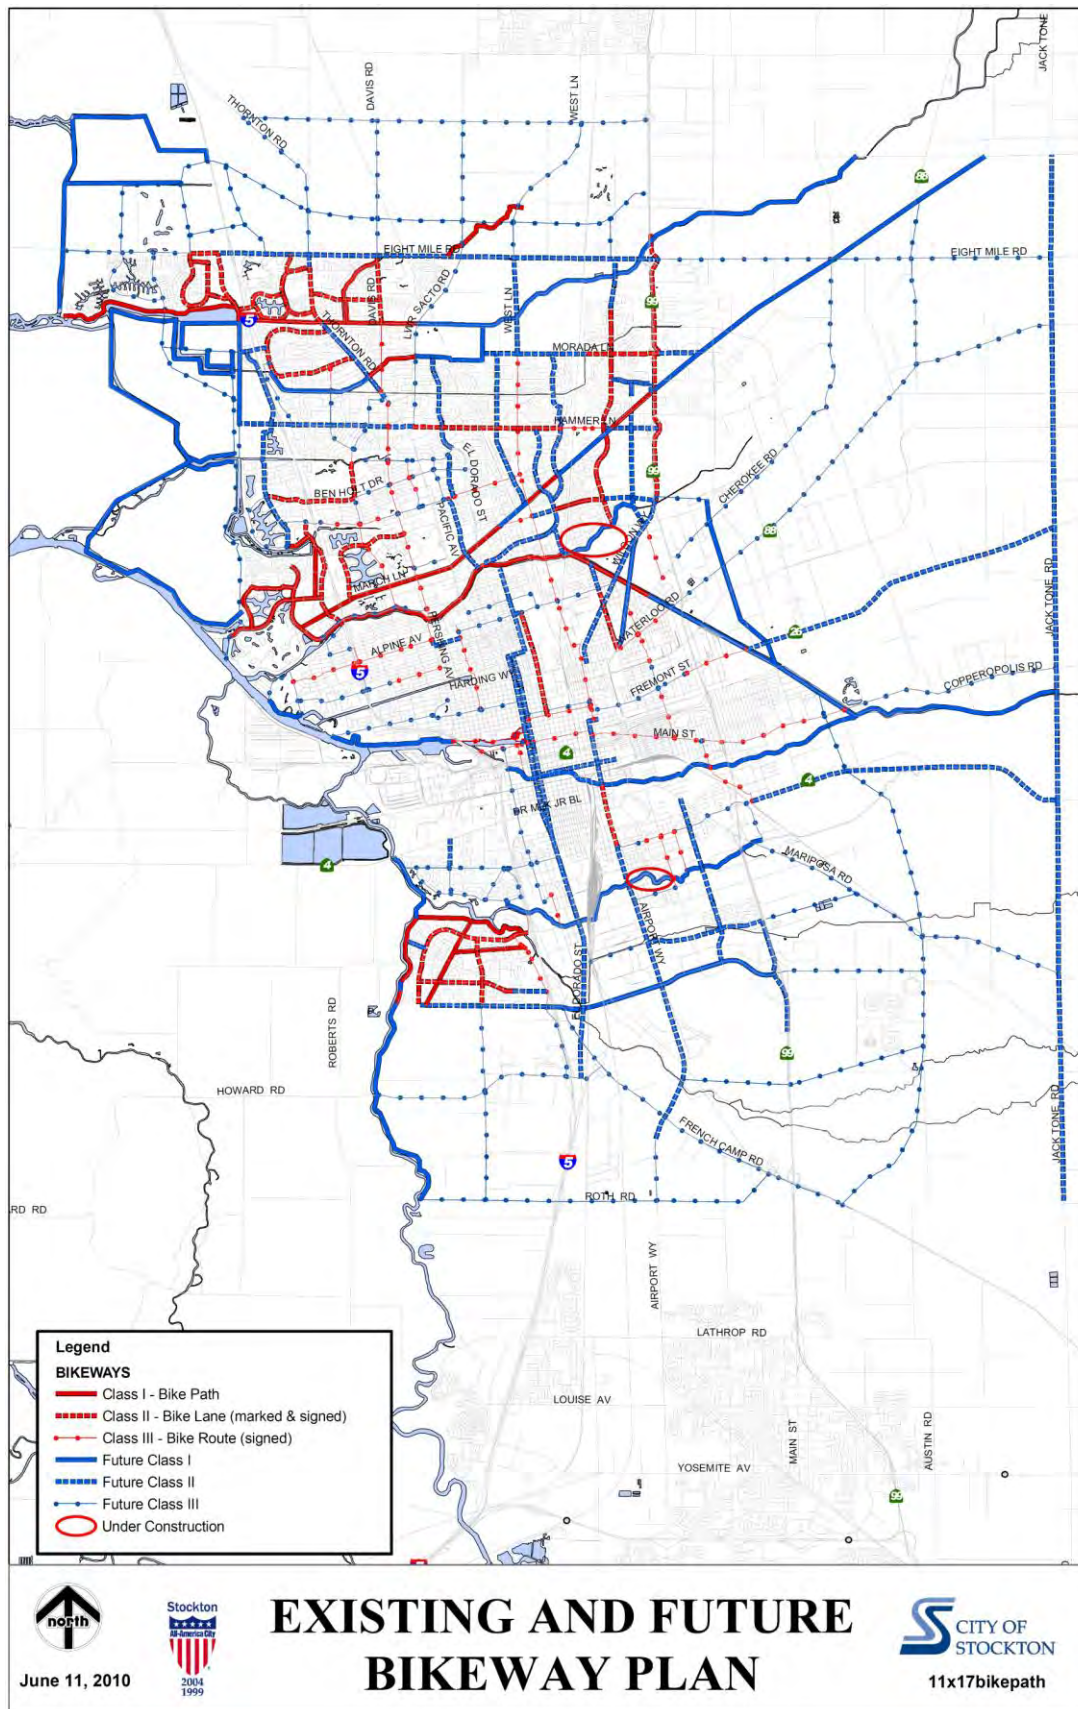 JACK TONE
DAVIS RD
WEST LN
THORNTON RD
88
EIGHT MILE RD
EIGHT MILE RD
DAVIS RD
LWR SACTO RD
WEST LN
99
5
THORNTON RD
MORADA LN
HAMMER LN
EL DORADO ST
99
CHEROKEE RD
BEN HOLT DR
PACIFIC AV
88
MARCH LN
JACK TONE RD
WATERLOO RD
PERSHING AV
ALPINE AV
26
5
HARDING WY
FREMONT ST
COPPEROPOLIS RD
MAIN ST
4
4
DR MLK JR BL
MARIPOSA RD
4
AIRPORT WY
EL DORADO ST
ROBERTS RD
99
HOWARD RD
JACK TONE RD
FRENCH CAMP RD
5
ROTH RD
ARD RD
AIRPORT WY
LATHROP RD
LOUISE AV
MAIN ST
AUSTIN RD
YOSEMITE AV
99
Legend
BIKEWAYS
Class I - Bike Path
Class II - Bike Lane (marked & signed)
Class III - Bike Route (signed)
Future Class I
Future Class II
Future Class III
Under Construction
north
June 11, 2010
Stockton
All-America City
2004
1999
EXISTING AND FUTURE
BIKEWAY PLAN
CITY OF
STOCKTON
11x17bikepath